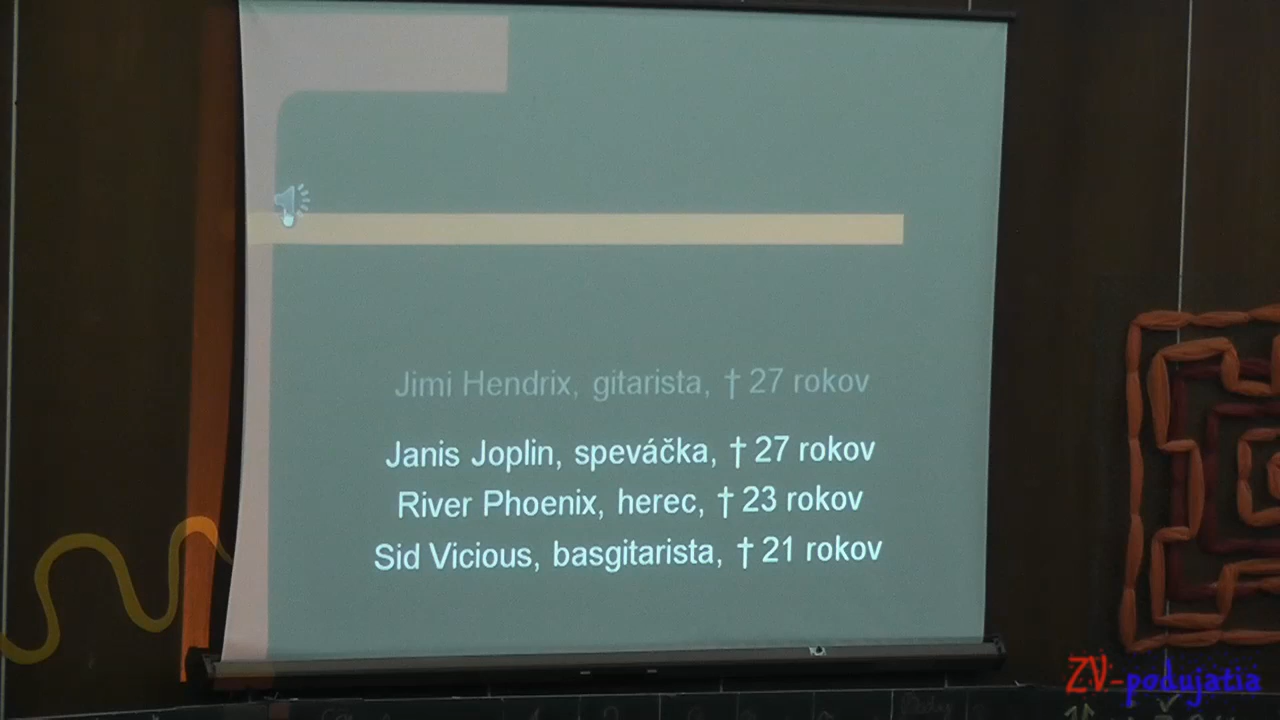 Jimi Hendrix, gitarista, † 27 rokov
Janis Joplin, speváčka, † 27 rokov
River Phoenix, herec, † 23 rokov
Sid Vicious, basgitarista, † 21 rokov
ZV-podujatia